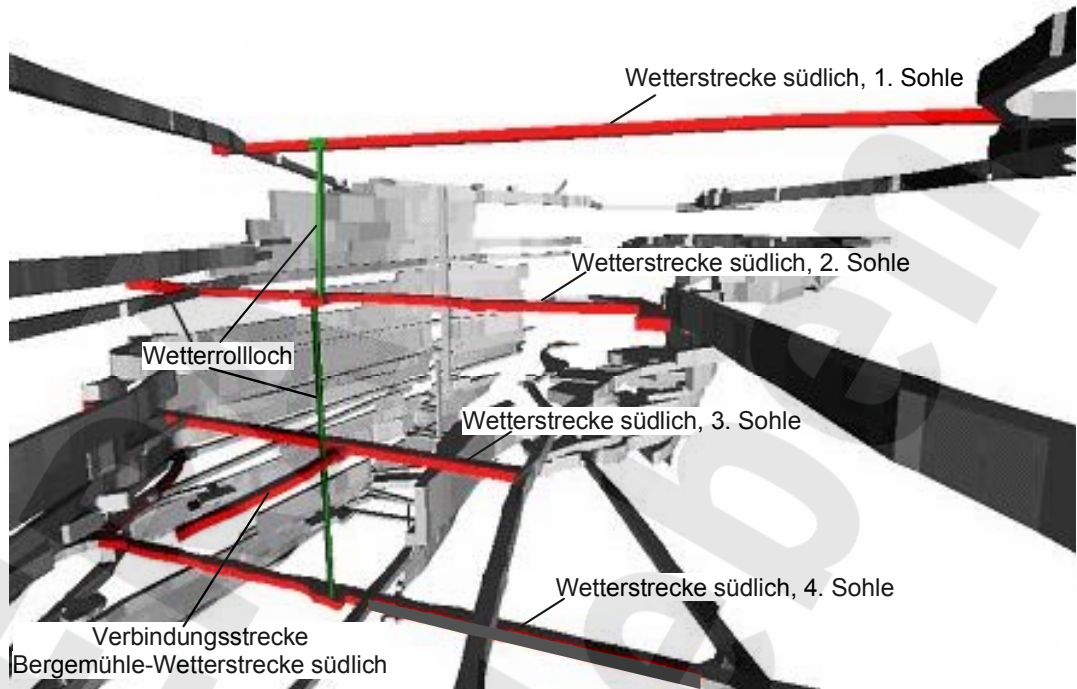 Wetterstrecke südlich, 1. Sohle
Wetterstrecke südlich, 2. Sohle
Wetterrollloch
Wetterstrecke südlich, 3. Sohle
Wetterstrecke südlich, 4. Sohle
Verbindungsstrecke
Bergemühle-Wetterstrecke südlich